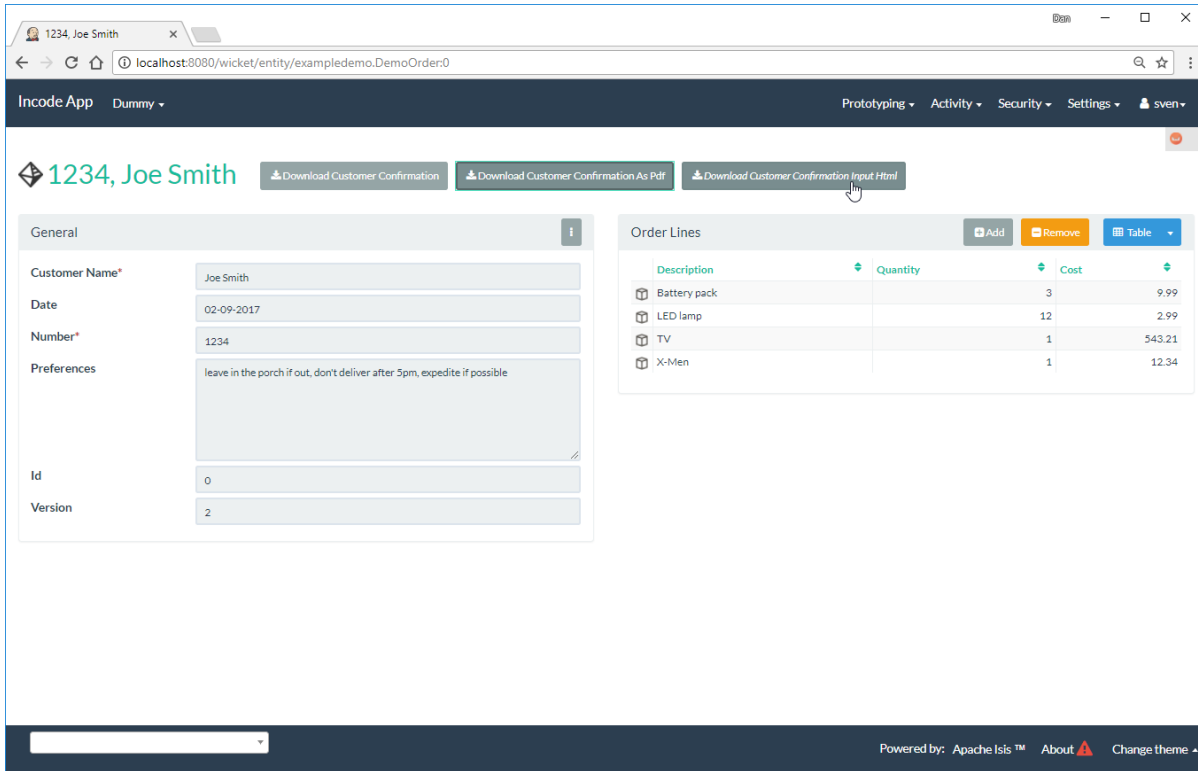 Dan
1234, Joe Smith
localhost:8080/wicket/entity/exampledemo.DemoOrder:0
Incode App Dummy Prototyping Activity Security Settings sven
1234, Joe Smith Download Customer Confirmation Download Customer Confirmation As Pdf Download Customer Confirmation Input Html
General i
Customer Name* Joe Smith
Date 02-09-2017
Number* 1234
Preferences leave in the porch if out, don't deliver after 5pm, expedite if possible
Id 0
Version 2
Order Lines Add Remove Table
Description Quantity Cost
Battery pack 3 9.99
LED lamp 12 2.99
TV 1 543.21
X-Men 1 12.34
Powered by: Apache Isis ™ About Change theme